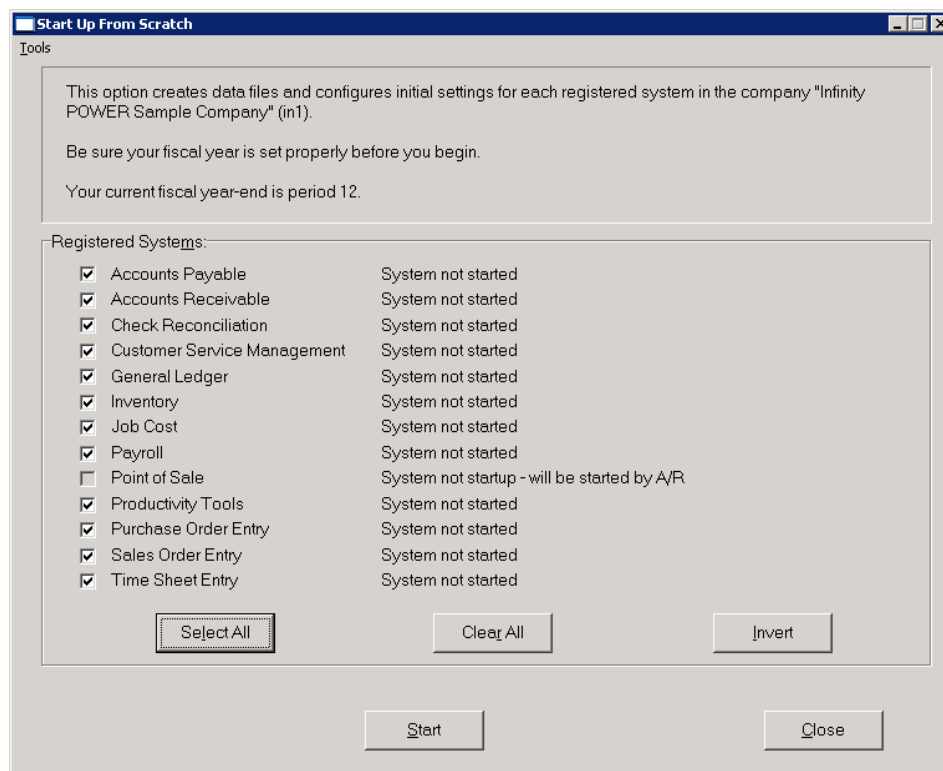 Start Up From Scratch
Tools
This option creates data files and configures initial settings for each registered system in the company "Infinity
POWER Sample Company" (in1).
Be sure your fiscal year is set properly before you begin.
Your current fiscal year-end is period 12.
Registered Systems:
Accounts Payable System not started
Accounts Receivable System not started
Check Reconciliation System not started
Customer Service Management System not started
General Ledger System not started
Inventory System not started
Job Cost System not started
Payroll System not started
Point of Sale System not startup - will be started by A/R
Productivity Tools System not started
Purchase Order Entry System not started
Sales Order Entry System not started
Time Sheet Entry System not started
Select All Clear All Invert
Start Close